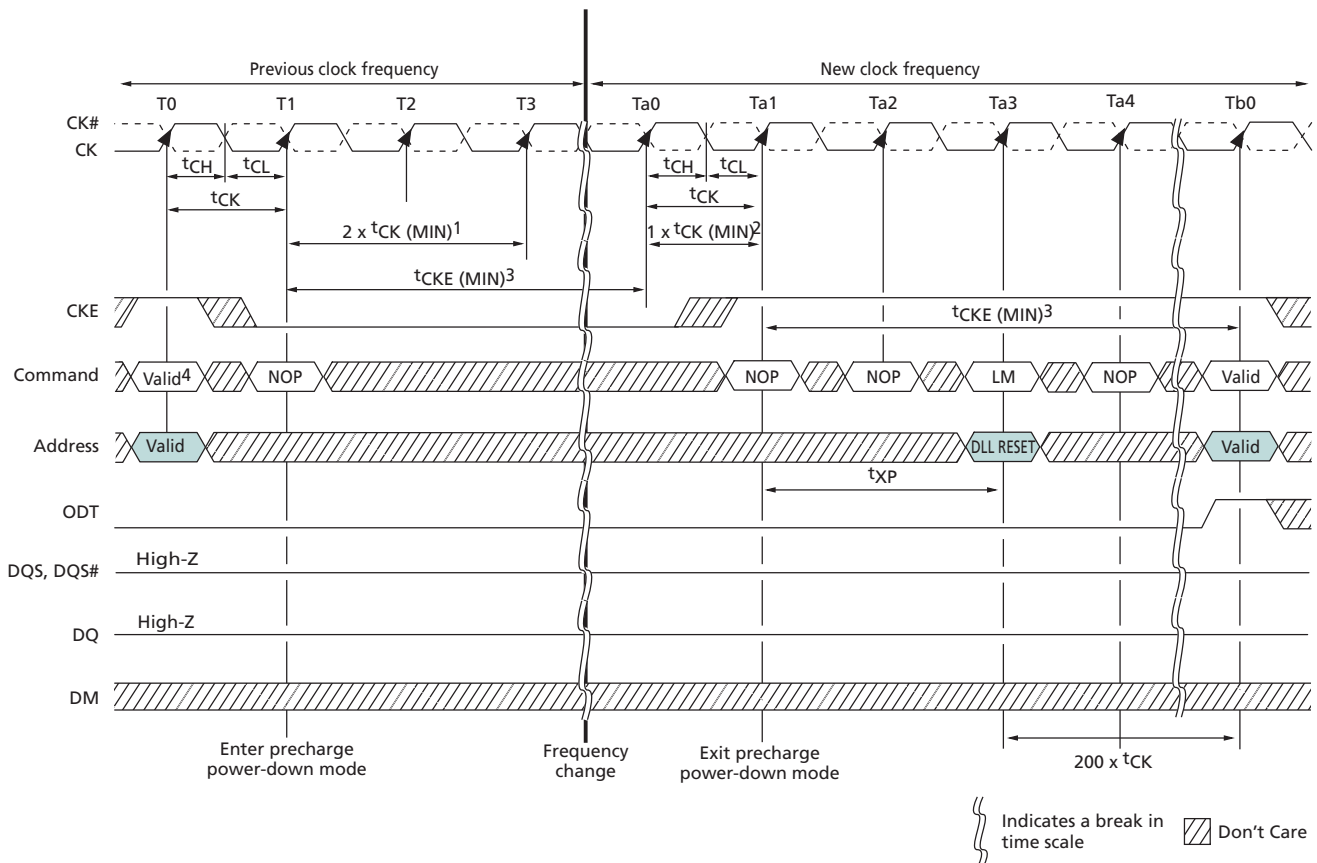 Previous clock frequency New clock frequency
T0 T1 T2 T3 Ta0 Ta1 Ta2 Ta3 Ta4 Tb0
CK#
CK
tCH tCL tCH tCL
tCK tCK
2 x tCK (MIN)1 1 x tCK (MIN)2
tCKE (MIN)3
CKE tCKE (MIN)3
Command Valid4 NOP NOP NOP LM NOP Valid
Address Valid DLL RESET Valid
tXP
ODT
High-Z
DQS, DQS#
High-Z
DQ
DM
Enter precharge
power-down mode
Frequency
change
Exit precharge
power-down mode
200 x tCK
Indicates a break in
time scale
Don't Care